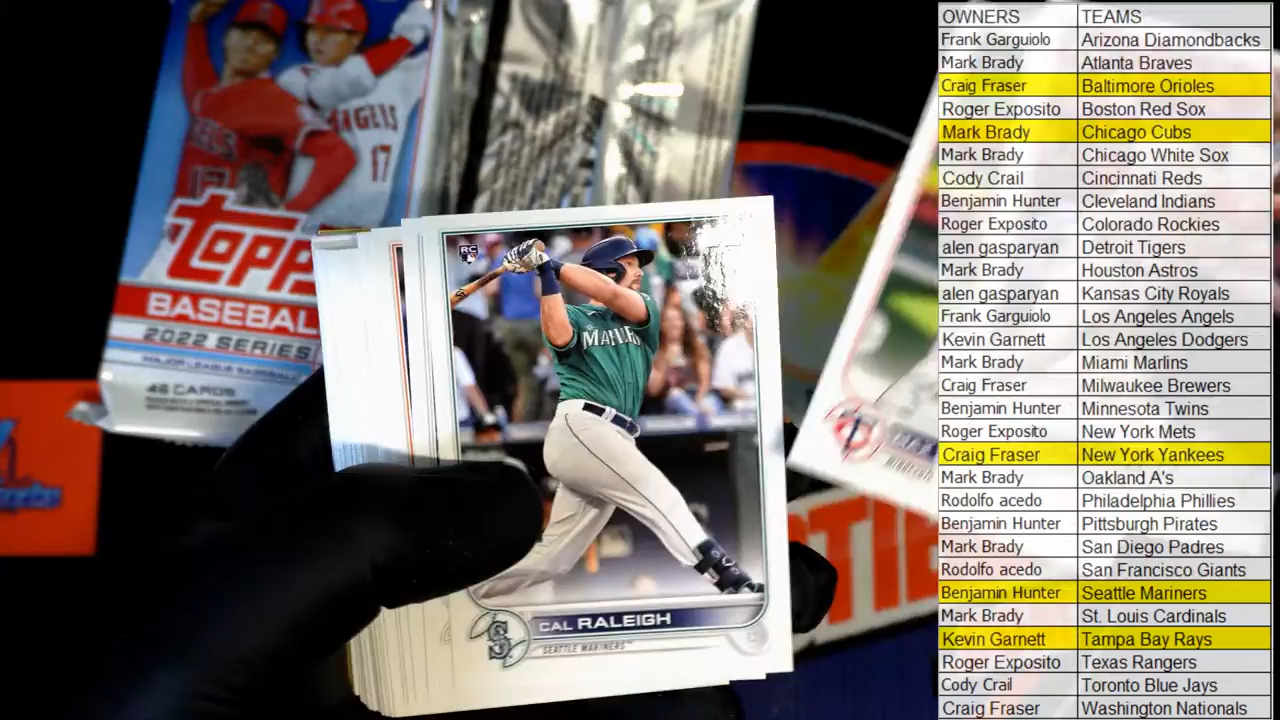 ANGELS
17
17
Topps
BASEBALL
2022 SERIES
MAJOR LEAGUE BASEBALL
46 CARDS
RC
CAL RALEIGH
SEATTLE MARINERS
OWNERS TEAMS
Frank Garguiolo Arizona Diamondbacks
Mark Brady Atlanta Braves
Craig Fraser Baltimore Orioles
Roger Exposito Boston Red Sox
Mark Brady Chicago Cubs
Mark Brady Chicago White Sox
Cody Crail Cincinnati Reds
Benjamin Hunter Cleveland Indians
Roger Exposito Colorado Rockies
alen gasparyan Detroit Tigers
Mark Brady Houston Astros
alen gasparyan Kansas City Royals
Frank Garguiolo Los Angeles Angels
Kevin Garnett Los Angeles Dodgers
Mark Brady Miami Marlins
Craig Fraser Milwaukee Brewers
Benjamin Hunter Minnesota Twins
Roger Exposito New York Mets
Craig Fraser New York Yankees
Mark Brady Oakland A's
Rodolfo acedo Philadelphia Phillies
Benjamin Hunter Pittsburgh Pirates
Mark Brady San Diego Padres
Rodolfo acedo San Francisco Giants
Benjamin Hunter Seattle Mariners
Mark Brady St. Louis Cardinals
Kevin Garnett Tampa Bay Rays
Roger Exposito Texas Rangers
Cody Crail Toronto Blue Jays
Craig Fraser Washington Nationals